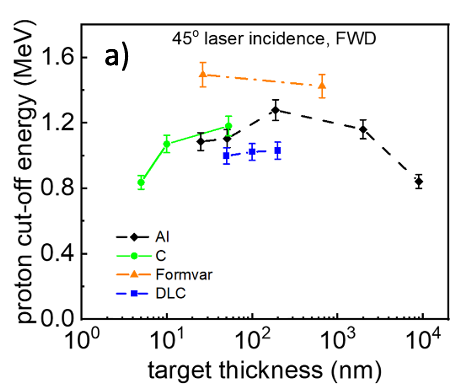 45° laser incidence, FWD
a)
proton cut-off energy (MeV)
1.6
1.2
0.8
0.4
0.0
Al
C
Formvar
DLC
10⁰
10¹
10²
10³
10⁴
target thickness (nm)